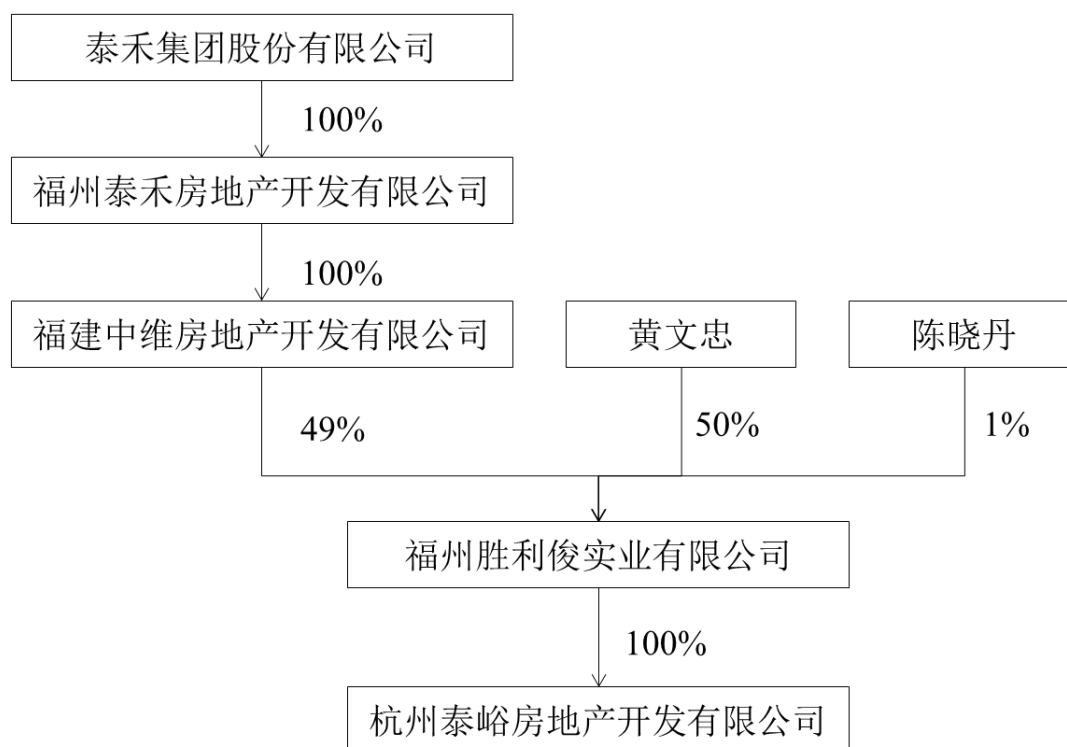 泰禾集团股份有限公司
100%
福州泰禾房地产开发有限公司
100%
福建中维房地产开发有限公司
黄文忠
陈晓丹
49%
50%
1%
福州胜利俊实业有限公司
100%
杭州泰峪房地产开发有限公司